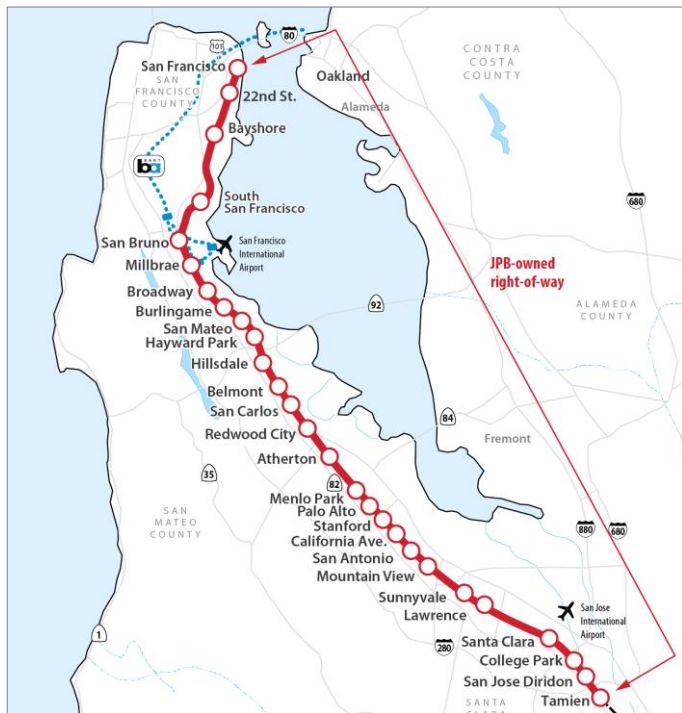 101
80
San Francisco
SAN
FRANCISCO
COUNTY
CONTRA
COSTA
COUNTY
Oakland
Alameda
22nd St.
Bayshore
BART
ba
680
South
San Francisco
San Bruno
San Francisco
International
Airport
Millbrae
JPB-owned
right-of-way
Broadway
Burlingame
92
ALAMEDA
COUNTY
San Mateo
Hayward Park
Hillsdale
Belmont
San Carlos
84
Redwood City
Fremont
Atherton
35
82
Menlo Park
Palo Alto
SAN
MATEO
COUNTY
Stanford
California Ave.
880
680
San Antonio
Mountain View
Sunnyvale
Lawrence
San Jose
International
Airport
1
280
Santa Clara
College Park
San Jose Diridon
Tamien
SANTA